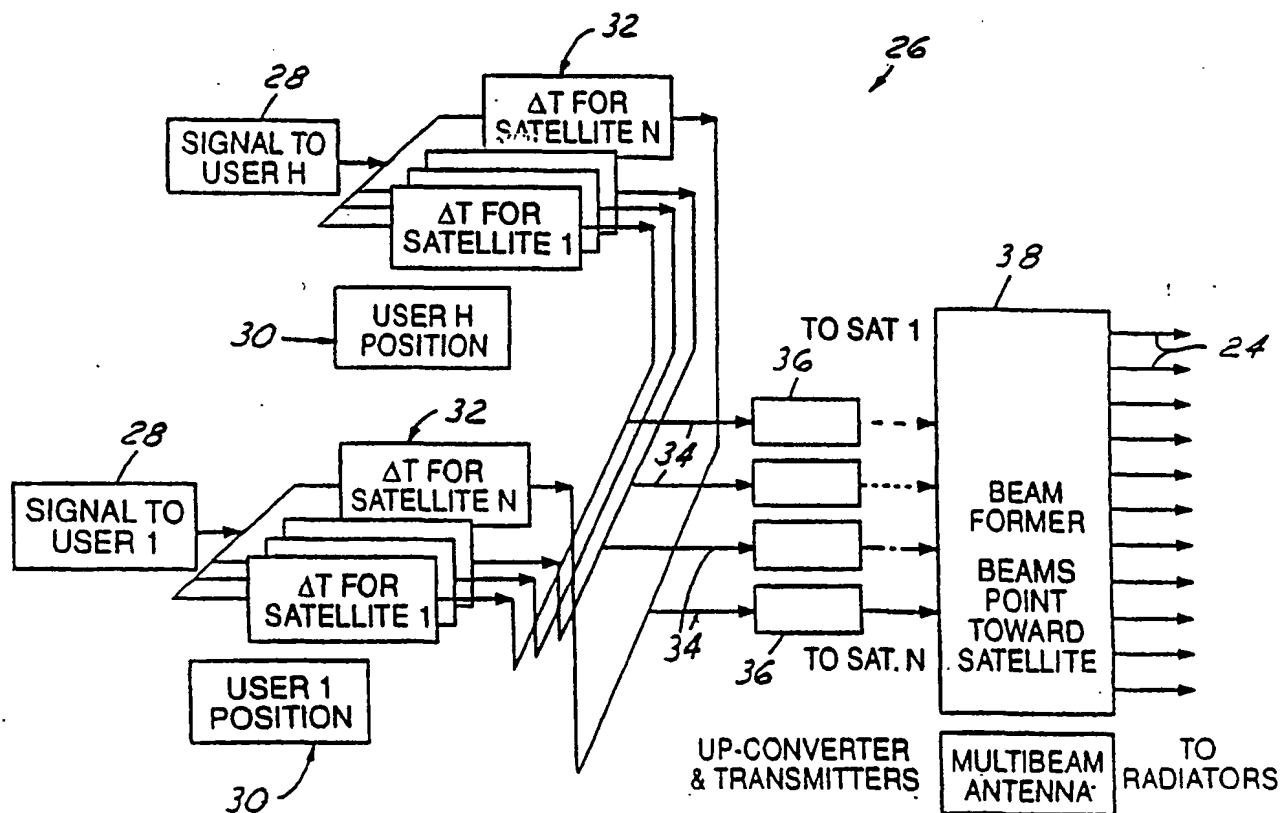 32
26
28
ΔT FOR
SATELLITE N
SIGNAL TO
USER H
ΔT FOR
SATELLITE 1
38
USER H
POSITION
30
TO SAT 1
24
36
32
28
ΔT FOR
SATELLITE N
34
SIGNAL TO
USER 1
BEAM
FORMER
ΔT FOR
SATELLITE 1
BEAMS
POINT
TOWARD
SATELLITE
34
36
TO SAT. N
USER 1
POSITION
30
UP-CONVERTER
& TRANSMITTERS
MULTIBEAM
ANTENNA
TO
RADIATORS